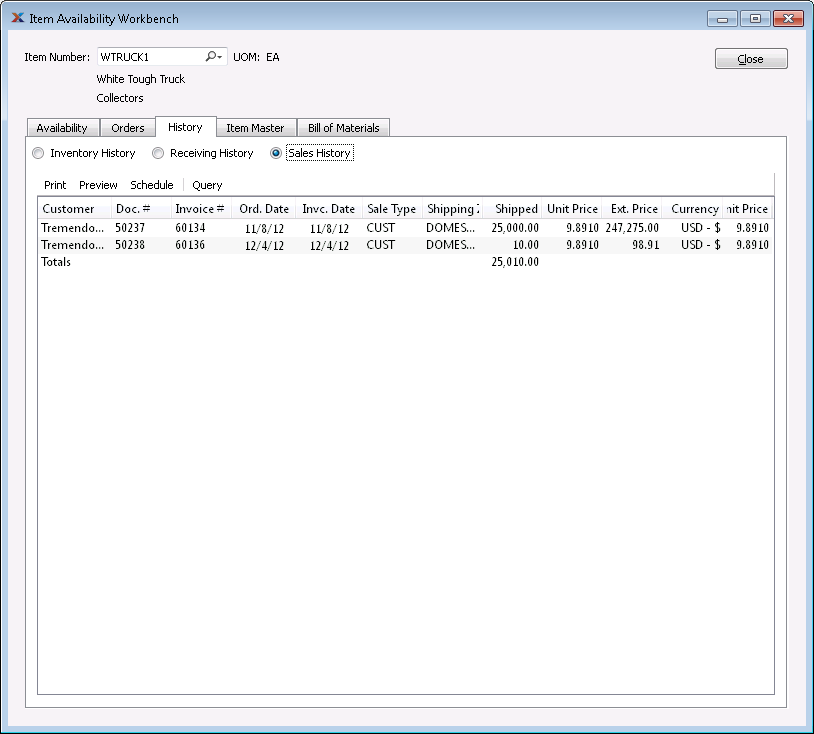 Item Availability Workbench
Item Number: WTRUCK1 UOM: EA Close
White Tough Truck
Collectors
Availability Orders History Item Master Bill of Materials
Inventory History Receiving History Sales History
Print Preview Schedule Query
Customer Doc. # Invoice # Ord. Date Invc. Date Sale Type Shipping Shipped Unit Price Ext. Price Currency nit Price
Tremendo... 50237 60134 11/8/12 11/8/12 CUST DOMES... 25,000.00 9.8910 247,275.00 USD - $ 9.8910
Tremendo... 50238 60136 12/4/12 12/4/12 CUST DOMES... 10.00 9.8910 98.91 USD - $ 9.8910
Totals 25,010.00